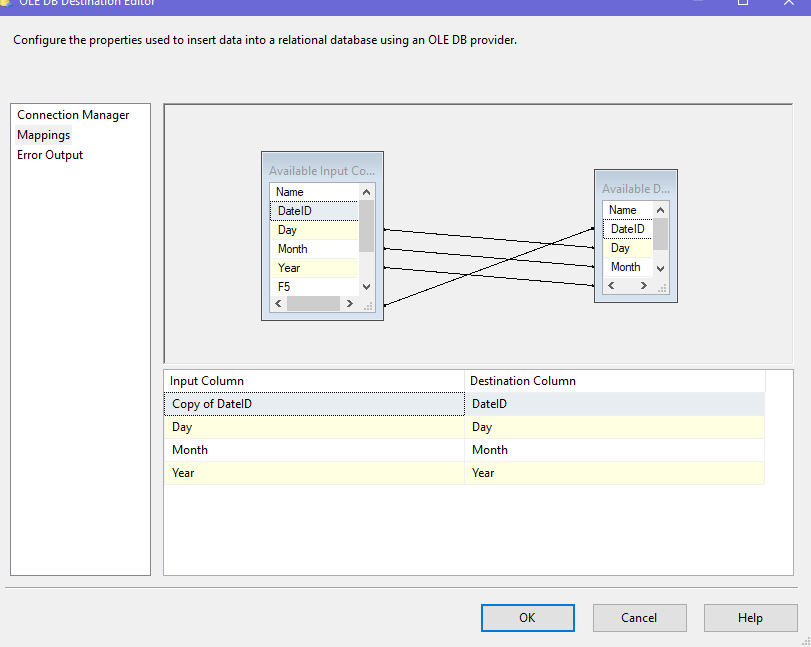 OLE DB Destination Editor
Configure the properties used to insert data into a relational database using an OLE DB provider.
Connection Manager
Mappings
Error Output
Available Input Co...
Name
DateID
Day
Month
Year
F5
Available D...
Name
DateID
Day
Month
Input Column Destination Column
Copy of DateID DateID
Day Day
Month Month
Year Year
OK Cancel Help